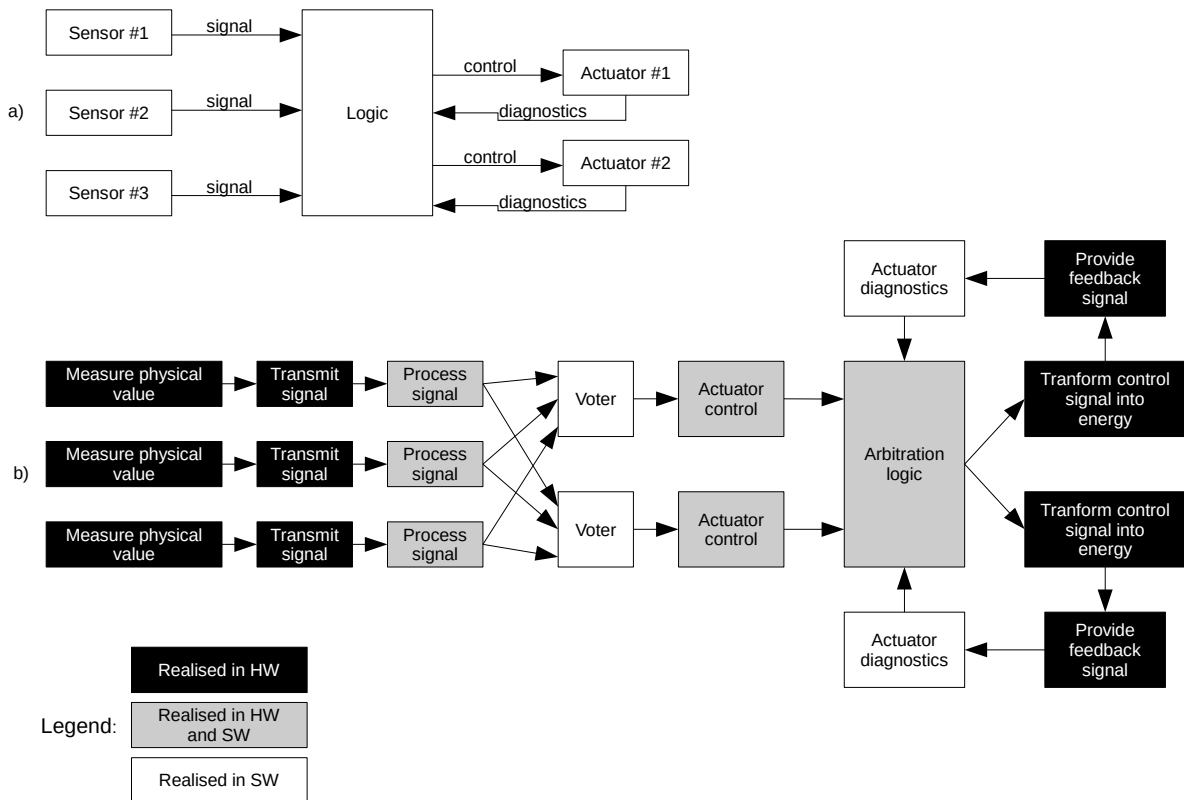 a)
Sensor #1
signal
Sensor #2
signal
Sensor #3
signal
Logic
control
Actuator #1
diagnostics
control
Actuator #2
diagnostics
b)
Actuator
diagnostics
Provide
feedback
signal
Measure physical
value
Transmit
signal
Process
signal
Voter
Actuator
control
Tranform control
signal into
energy
Measure physical
value
Transmit
signal
Process
signal
Arbitration
logic
Measure physical
value
Transmit
signal
Process
signal
Voter
Actuator
control
Tranform control
signal into
energy
Actuator
diagnostics
Provide
feedback
signal
Legend:
Realised in HW
Realised in HW
and SW
Realised in SW